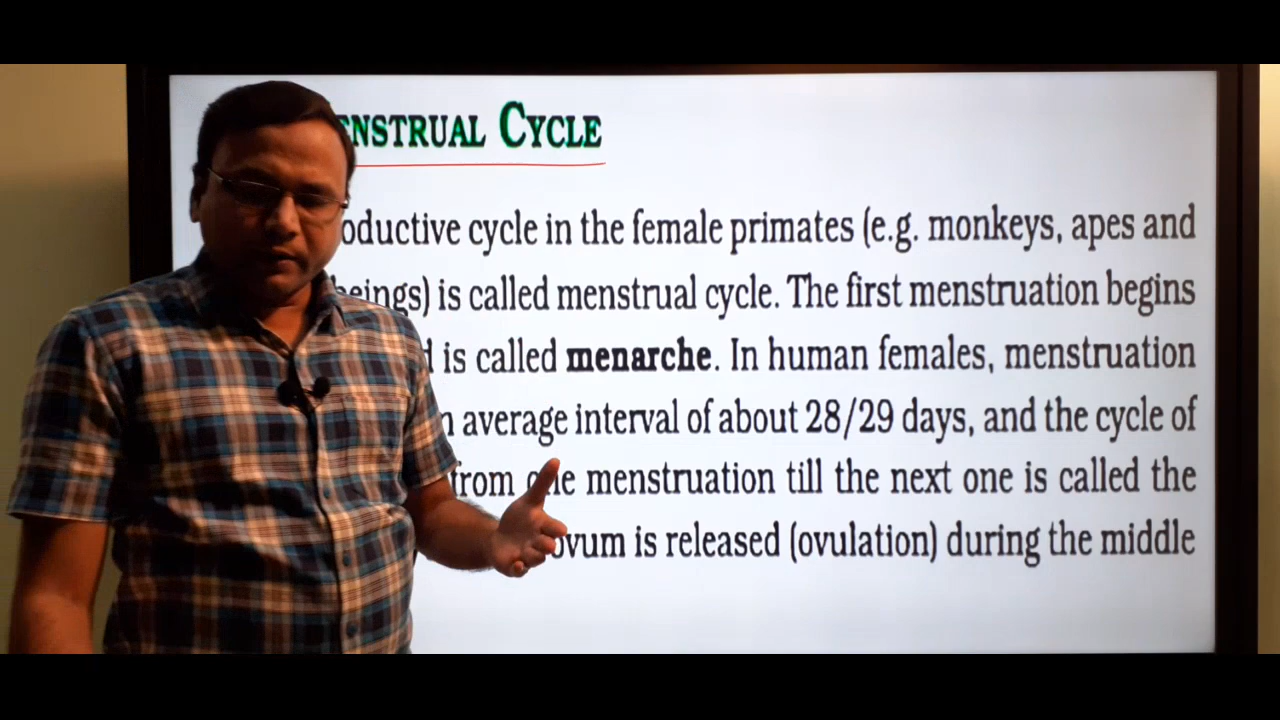 ENSTRUAL CYCLE
oductive cycle in the female primates (e.g. monkeys, apes and
beings) is called menstrual cycle. The first menstruation begins
is called menarche. In human females, menstruation
average interval of about 28/29 days, and the cycle of
from one menstruation till the next one is called the
ovum is released (ovulation) during the middle